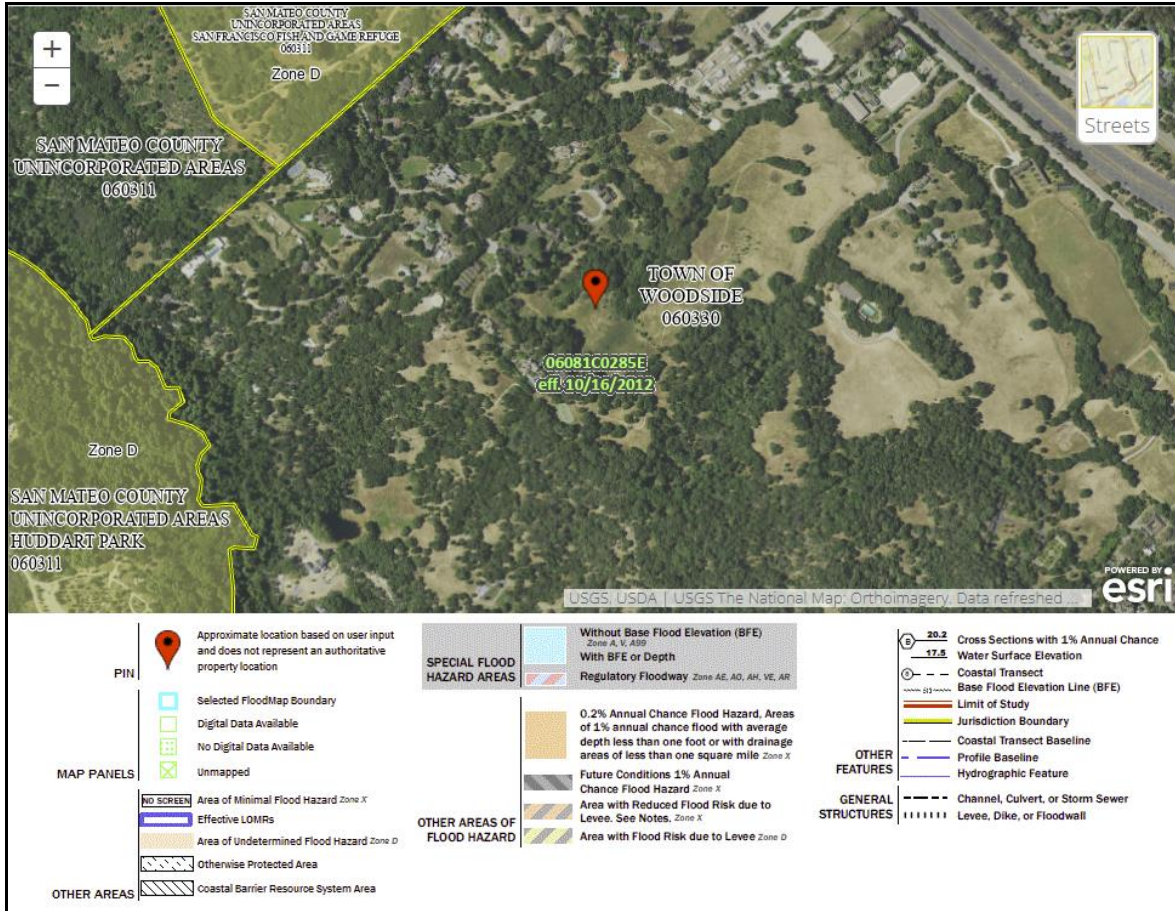 SAN MATEO COUNTY
UNINCORPORATED AREAS
SAN FRANCISCO FISH AND GAME REFUGE
060311
Zone D
+
−
Streets
SAN MATEO COUNTY
UNINCORPORATED AREAS
060311
TOWN OF
WOODSIDE
060330
06081C0285E
eff. 10/16/2012
Zone D
SAN MATEO COUNTY
UNINCORPORATED AREAS
HUDDART PARK
060311
POWERED BY
esri
USGS, USDA | USGS The National Map: Orthoimagery. Data refreshed ...
PIN
Approximate location based on user input
and does not represent an authoritative
property location
MAP PANELS
Selected FloodMap Boundary
Digital Data Available
No Digital Data Available
Unmapped
OTHER AREAS
NO SCREEN Area of Minimal Flood Hazard Zone X
Effective LOMRs
Area of Undetermined Flood Hazard Zone D
Otherwise Protected Area
Coastal Barrier Resource System Area
SPECIAL FLOOD
HAZARD AREAS
Without Base Flood Elevation (BFE)
Zone A, V, A99
With BFE or Depth
Regulatory Floodway Zone AE, AO, AH, VE, AR
OTHER AREAS OF
FLOOD HAZARD
0.2% Annual Chance Flood Hazard, Areas
of 1% annual chance flood with average
depth less than one foot or with drainage
areas of less than one square mile Zone X
Future Conditions 1% Annual
Chance Flood Hazard Zone X
Area with Reduced Flood Risk due to
Levee. See Notes. Zone X
Area with Flood Risk due to Levee Zone D
OTHER
FEATURES
20.2 Cross Sections with 1% Annual Chance
17.5 Water Surface Elevation
Coastal Transect
Base Flood Elevation Line (BFE)
Limit of Study
Jurisdiction Boundary
Coastal Transect Baseline
Profile Baseline
Hydrographic Feature
GENERAL
STRUCTURES
Channel, Culvert, or Storm Sewer
Levee, Dike, or Floodwall